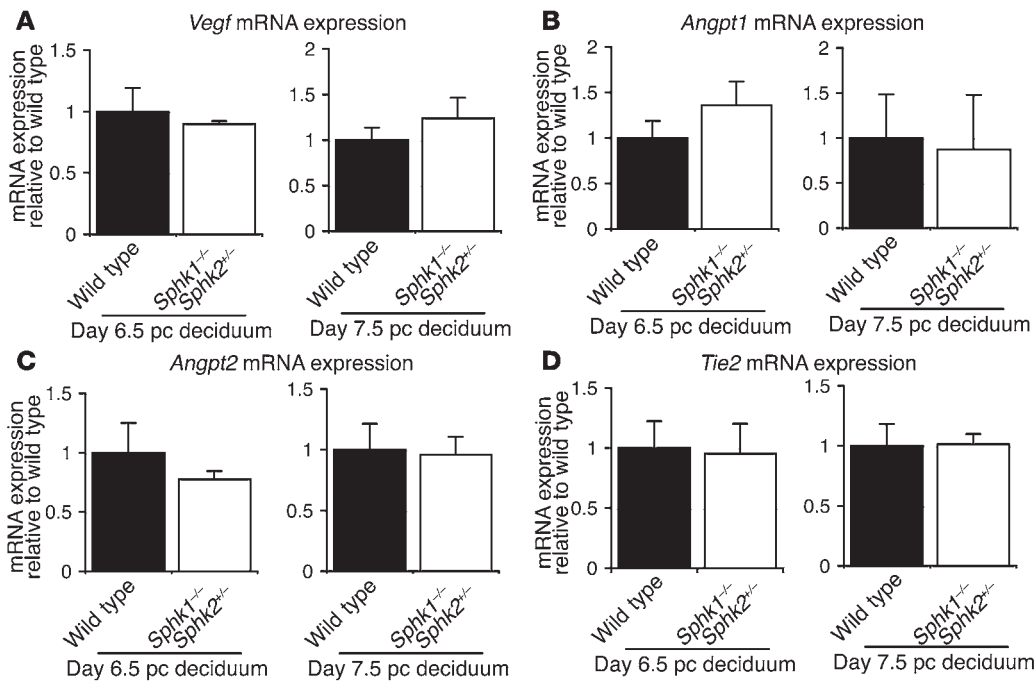 A Vegf mRNA expression
mRNA expression
relative to wild type
1.5
1
0.5
0
Wild type
Sphk1–/–
Sphk2+/–
Day 6.5 pc deciduum
2
1.5
1
0.5
0
Wild type
Sphk1–/–
Sphk2+/–
Day 7.5 pc deciduum
B Angpt1 mRNA expression
mRNA expression
relative to wild type
2
1.5
1
0.5
0
Wild type
Sphk1–/–
Sphk2+/–
Day 6.5 pc deciduum
2
1.5
1
0.5
0
Wild type
Sphk1–/–
Sphk2+/–
Day 7.5 pc deciduum
C Angpt2 mRNA expression
mRNA expression
relative to wild type
1.5
1
0.5
0
Wild type
Sphk1–/–
Sphk2+/–
Day 6.5 pc deciduum
1.5
1
0.5
0
Wild type
Sphk1–/–
Sphk2+/–
Day 7.5 pc deciduum
D Tie2 mRNA expression
mRNA expression
relative to wild type
1.5
1
0.5
0
Wild type
Sphk1–/–
Sphk2+/–
Day 6.5 pc deciduum
1.5
1
0.5
0
Wild type
Sphk1–/–
Sphk2+/–
Day 7.5 pc deciduum